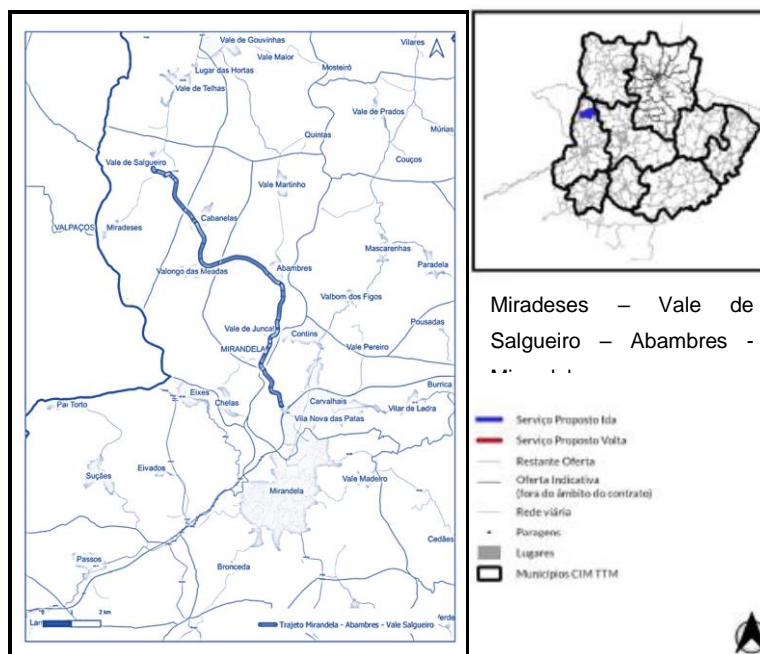 Vale de Gouvinhas
Vilares
Vale Maior
Lugar das Hortas
Mosteiró
Vale de Telhas
Vale de Prados
Quintas
Múrias
Vale de Salgueiro
Couços
Vale Martinho
Cabanelas
VALPAÇOS
Miradeses
Mascarenhas
Valongo das Meadas
Abambres
Paradela
Valbom dos Figos
Vale de Juncal
Contins
Pousadas
MIRANDELA
Vale Pereiro
Eixes
Chelas
Carvalhais
Burrica
Pai Torto
Vila Nova das Patas
Vilar de Ledra
Suções
Eivados
Mirandela
Vale Madeiro
Cedães
Passos
Bronceda
2 km
Trajeto Mirandela - Abambres - Vale Salgueiro
Miradeses – Vale de
Salgueiro – Abambres -
Serviço Proposto Ida
Serviço Proposto Volta
Restante Oferta
Oferta Indicativa
(fora do âmbito do contrato)
Rede viária
Paragens
Lugares
Municípios CIM TTM